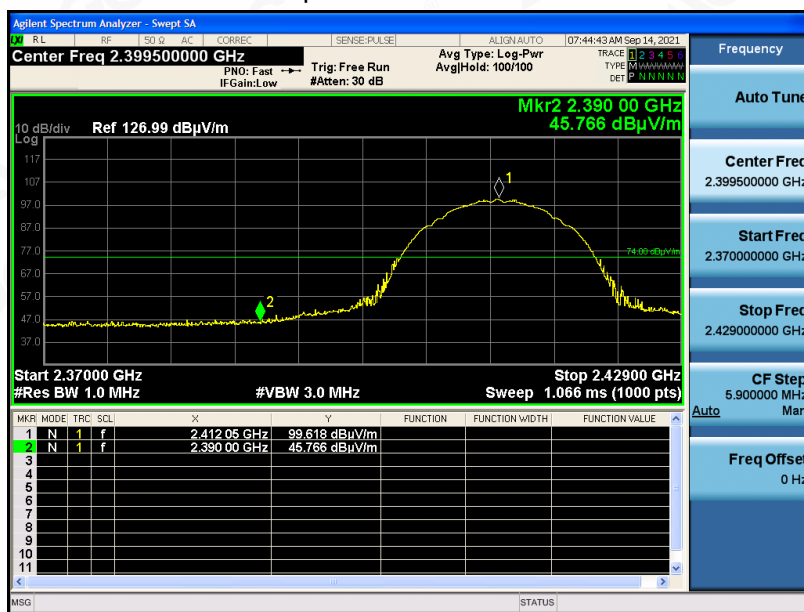 Agilent Spectrum Analyzer - Swept SA
LXI RL RF 50 Ω AC CORREC SENSE:PULSE ALIGN AUTO 07:44:43 AM Sep 14, 2021
Center Freq 2.399500000 GHz
PNO: Fast
IFGain:Low
Trig: Free Run
#Atten: 30 dB
Avg Type: Log-Pwr
Avg|Hold: 100/100
TRACE 1 2 3 4 5 6
TYPE M WWWWW
DET P N N N N N
Mkr2 2.390 00 GHz
45.766 dBµV/m
10 dB/div Ref 126.99 dBµV/m
Log
117
107
97.0
87.0
77.0
67.0
57.0
47.0
37.0
1
2
74.00 dBµV/m
Start 2.37000 GHz Stop 2.42900 GHz
#Res BW 1.0 MHz #VBW 3.0 MHz Sweep 1.066 ms (1000 pts)
MKR MODE TRC SCL X Y FUNCTION FUNCTION WIDTH FUNCTION VALUE
1 N 1 f 2.412 05 GHz 99.618 dBµV/m
2 N 1 f 2.390 00 GHz 45.766 dBµV/m
3
4
5
6
7
8
9
10
11
MSG STATUS
Frequency
Auto Tune
Center Freq
2.399500000 GHz
Start Freq
2.370000000 GHz
Stop Freq
2.429000000 GHz
CF Step
5.900000 MHz
Auto Man
Freq Offset
0 Hz